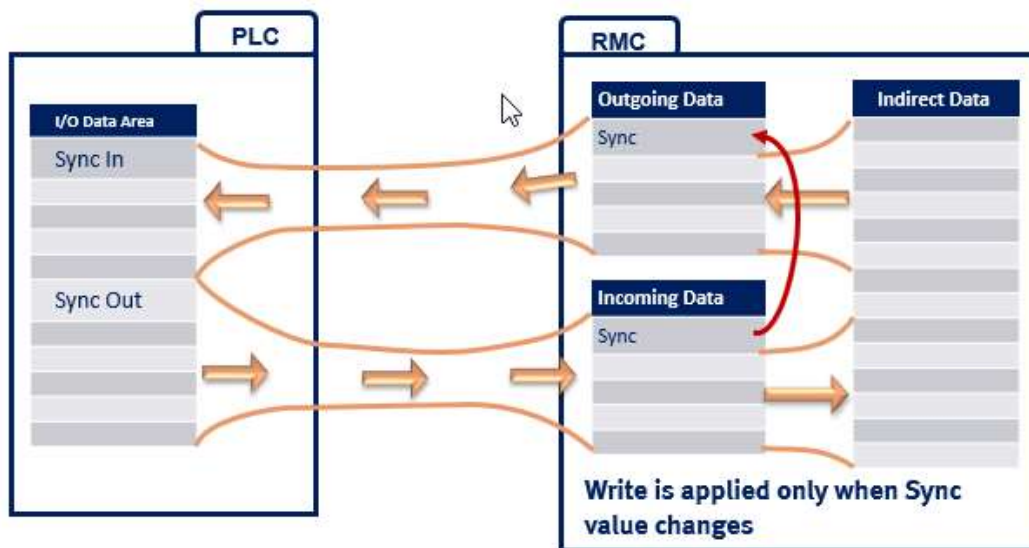 PLC
RMC
I/O Data Area
Sync In
Sync Out
Outgoing Data
Sync
Indirect Data
Incoming Data
Sync
Write is applied only when Sync
value changes